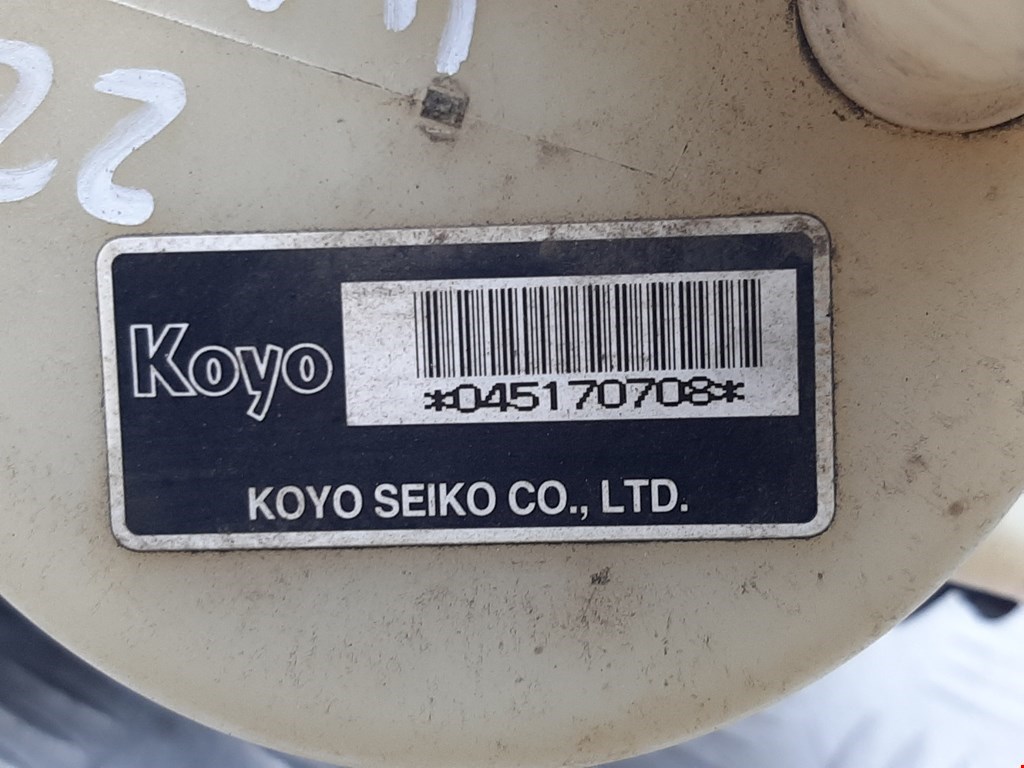 22
Koyo
*045170708*
KOYO SEIKO CO., LTD.